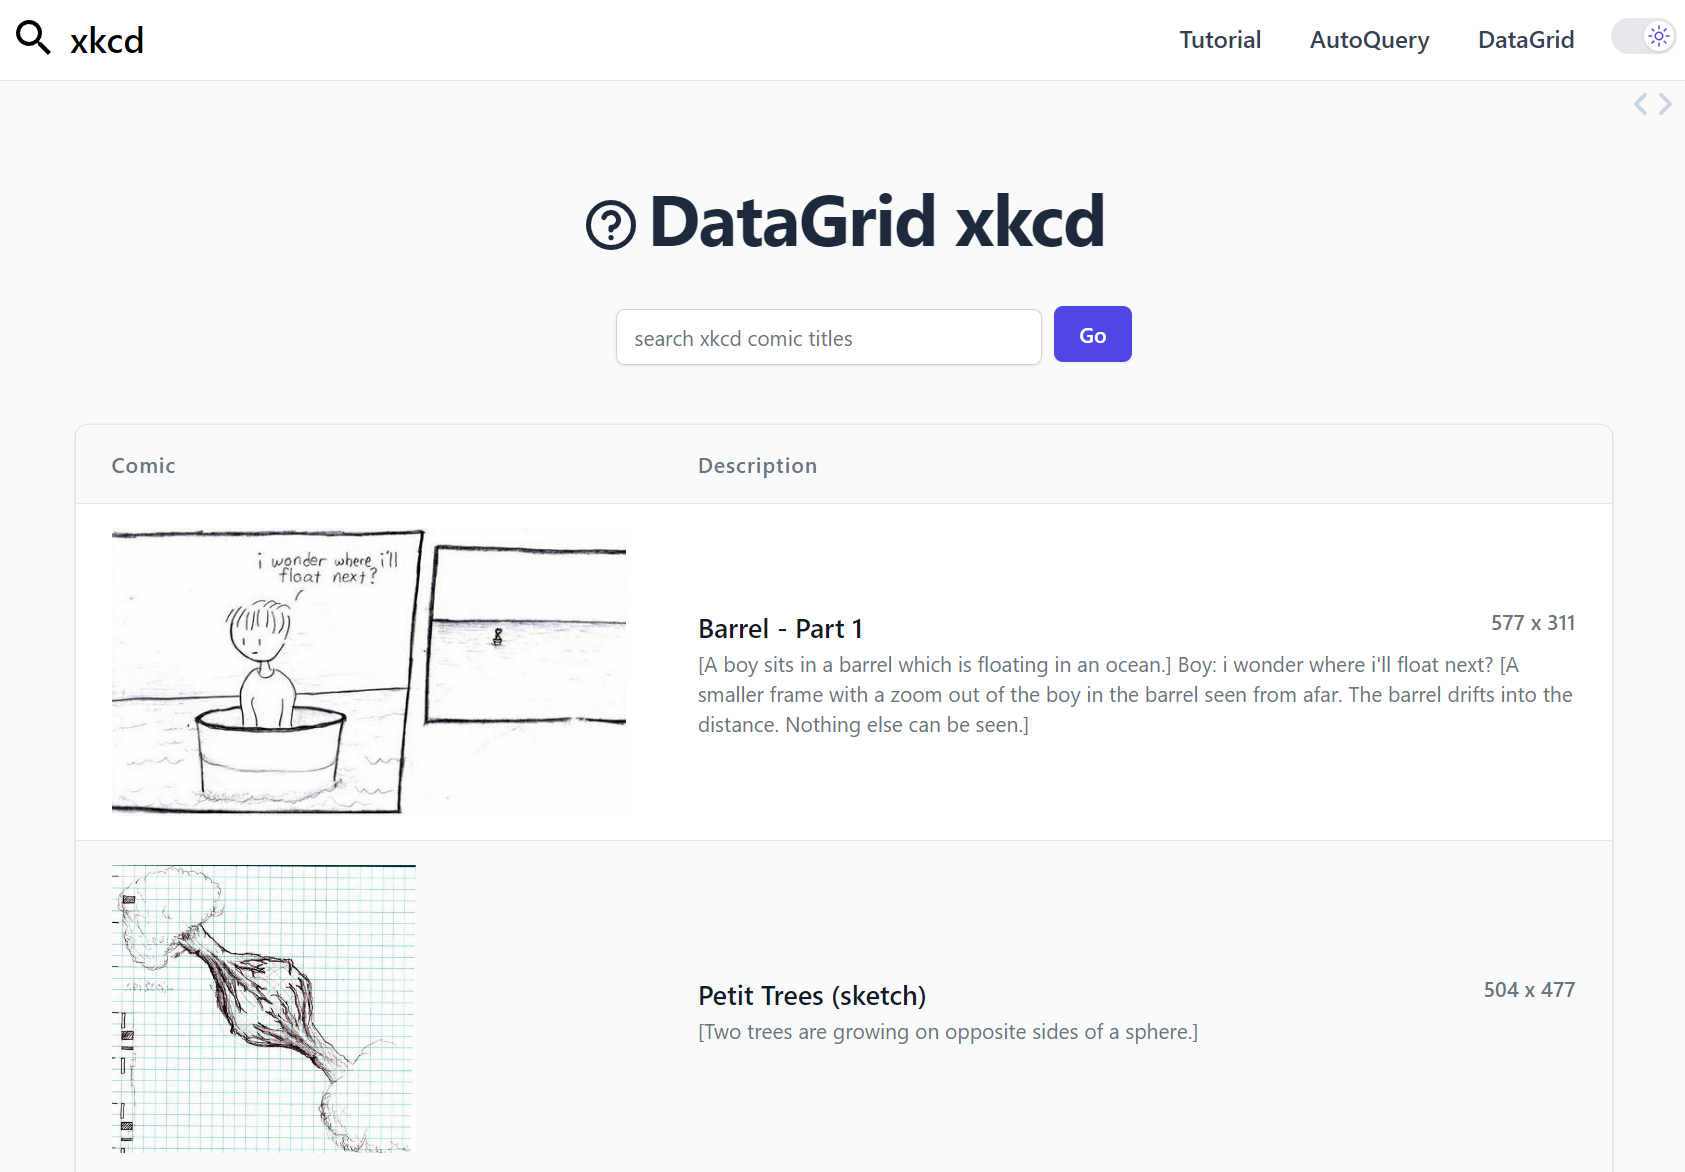 xkcd
Tutorial
AutoQuery
DataGrid
DataGrid xkcd
search xkcd comic titles
Go
Comic
Description
i wonder where i'll
float next?
Barrel - Part 1
577 x 311
[A boy sits in a barrel which is floating in an ocean.] Boy: i wonder where i'll float next? [A
smaller frame with a zoom out of the boy in the barrel seen from afar. The barrel drifts into the
distance. Nothing else can be seen.]
Petit Trees (sketch)
504 x 477
[Two trees are growing on opposite sides of a sphere.]